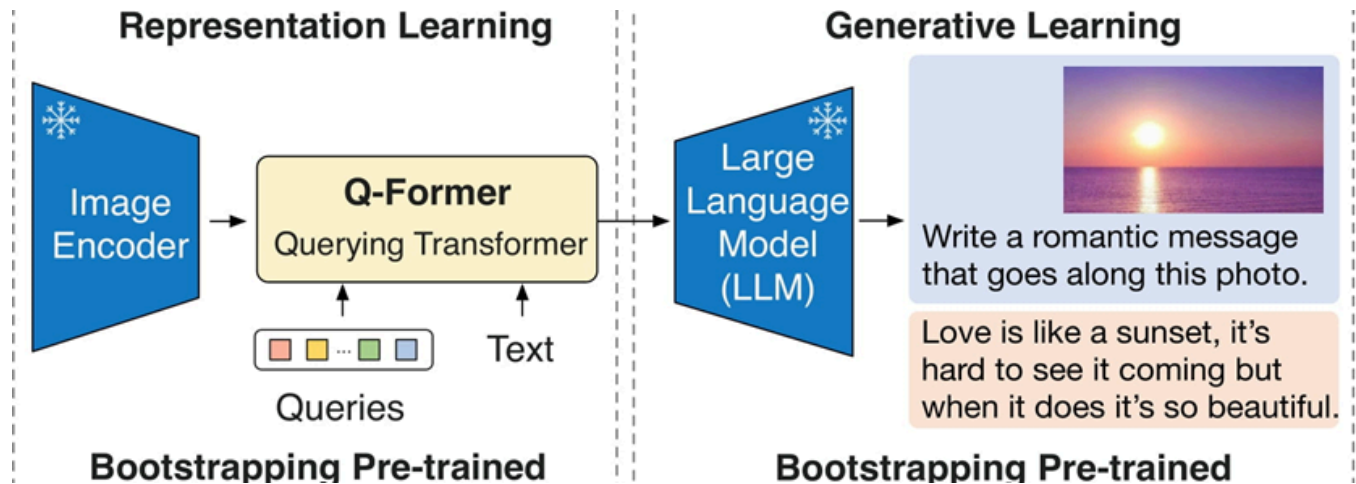 Representation Learning
Generative Learning
Image
Encoder
Q-Former
Querying Transformer
...
Queries
Text
Large
Language
Model
(LLM)
Write a romantic message
that goes along this photo.
Love is like a sunset, it’s
hard to see it coming but
when it does it’s so beautiful.
Bootstrapping Pre-trained
Bootstrapping Pre-trained